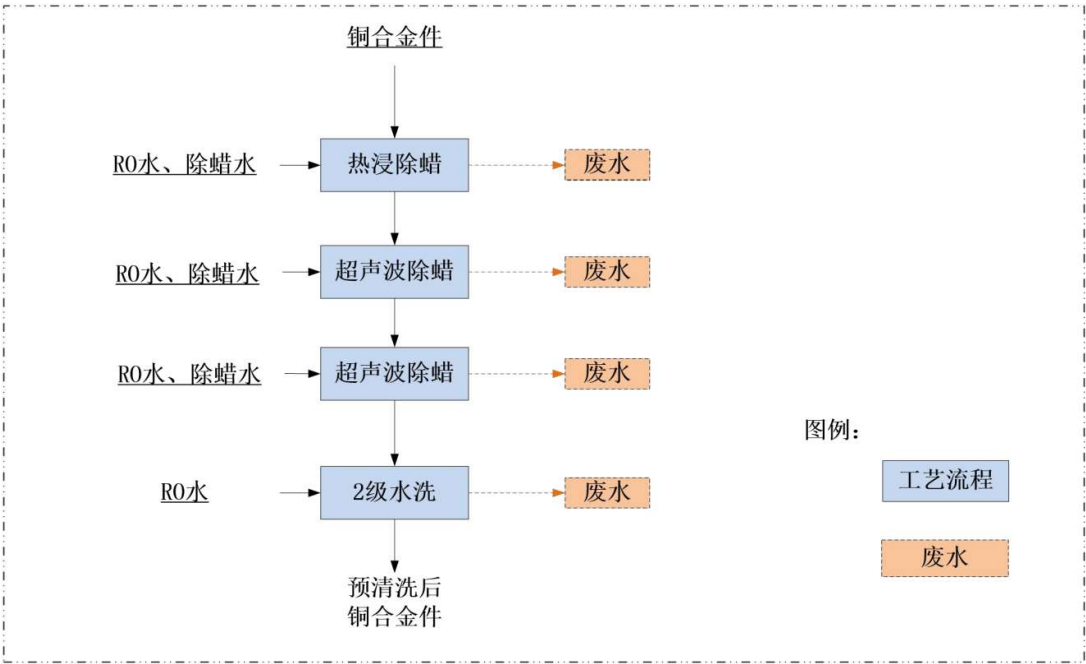 铜合金件
RO水、除蜡水
热浸除蜡
废水
RO水、除蜡水
超声波除蜡
废水
RO水、除蜡水
超声波除蜡
废水
图例：
RO水
2级水洗
废水
工艺流程
废水
预清洗后
铜合金件